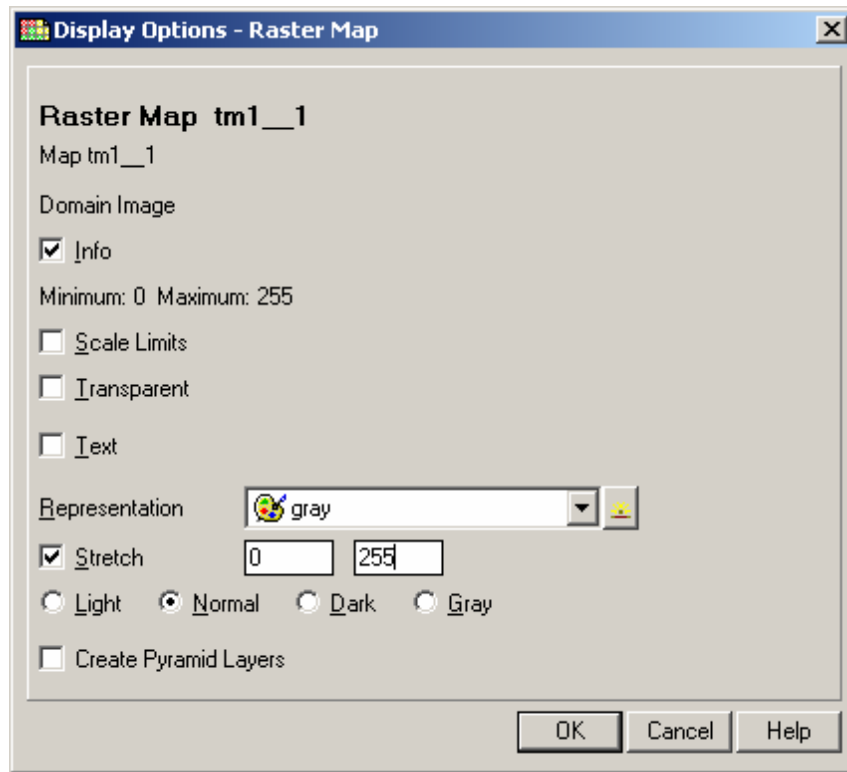 Display Options - Raster Map
Raster Map tm1__1
Map tm1__1
Domain Image
Info
Minimum: 0 Maximum: 255
Scale Limits
Transparent
Text
Representation gray
Stretch 0 255
Light Normal Dark Gray
Create Pyramid Layers
OK Cancel Help